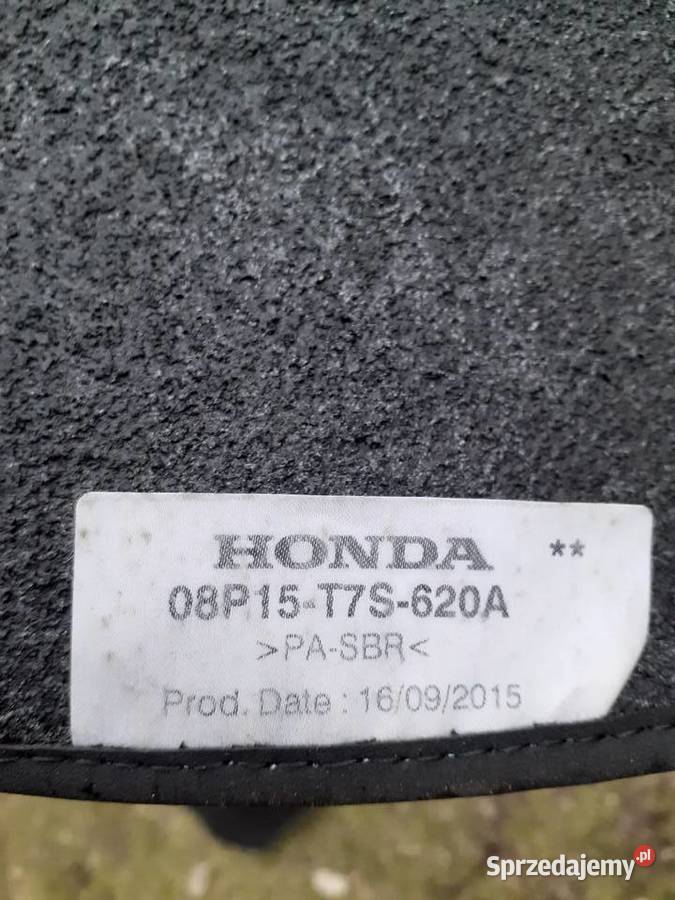 HONDA **
08P15-T7S-620A
>PA-SBR<
Prod. Date : 16/09/2015
Sprzedajemy.pl